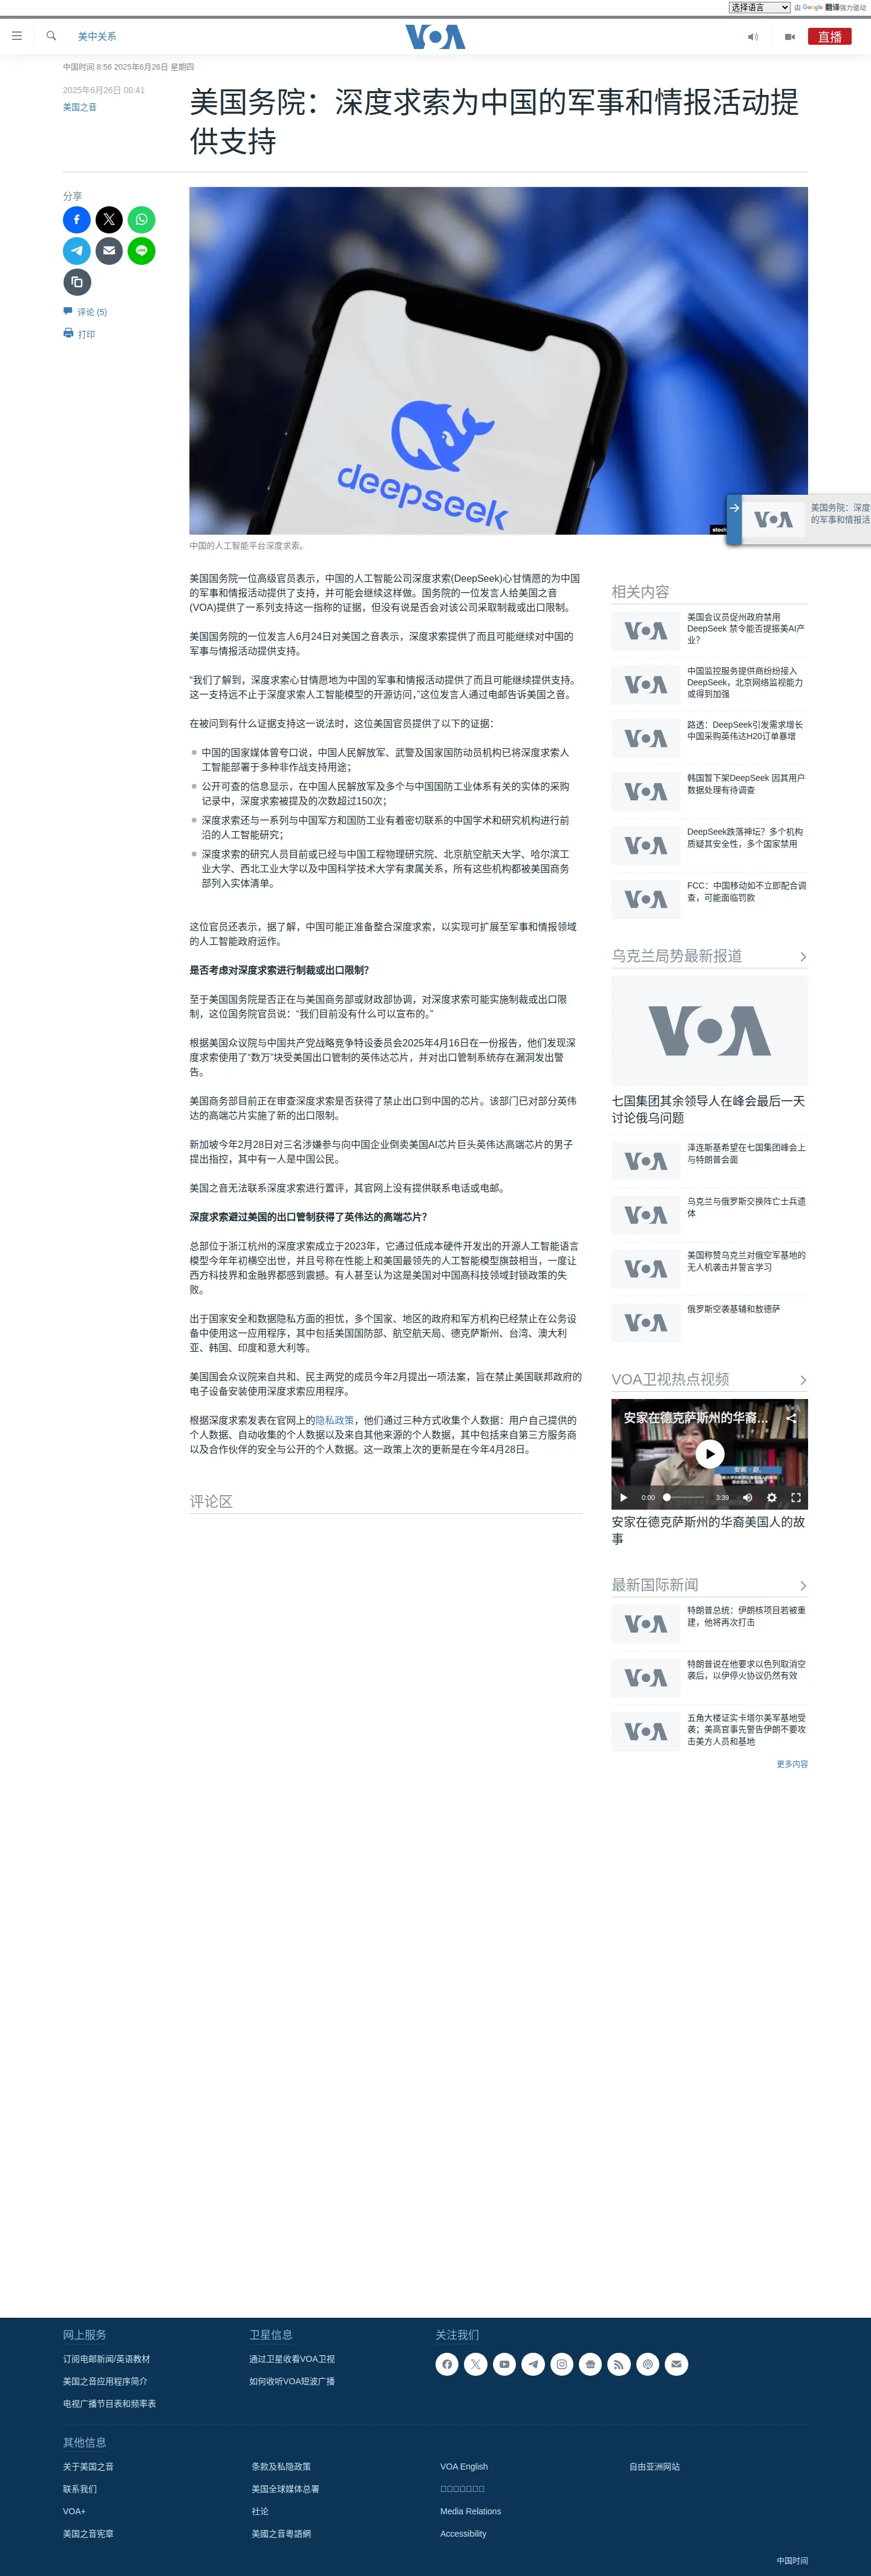 选择语言
由 Google 翻译强力驱动
美中关系
VOA
直播
中国时间 8:56 2025年6月26日 星期四
2025年6月26日 00:41
美国之音
美国务院：深度求索为中国的军事和情报活动提
供支持
分享
评论 (5)
打印
deepseek
美国务院：深度
的军事和情报活
中国的人工智能平台深度求索。
美国国务院一位高级官员表示，中国的人工智能公司深度求索(DeepSeek)心甘情愿的为中国
的军事和情报活动提供了支持，并可能会继续这样做。国务院的一位发言人给美国之音
(VOA)提供了一系列支持这一指称的证据，但没有说是否会对该公司采取制裁或出口限制。
美国国务院的一位发言人6月24日对美国之音表示，深度求索提供了而且可能继续对中国的
军事与情报活动提供支持。
“我们了解到，深度求索心甘情愿地为中国的军事和情报活动提供了而且可能继续提供支持。
这一支持远不止于深度求索人工智能模型的开源访问，”这位发言人通过电邮告诉美国之音。
在被问到有什么证据支持这一说法时，这位美国官员提供了以下的证据：
中国的国家媒体曾夸口说，中国人民解放军、武警及国家国防动员机构已将深度求索人
工智能部署于多种非作战支持用途；
公开可查的信息显示，在中国人民解放军及多个与中国国防工业体系有关的实体的采购
记录中，深度求索被提及的次数超过150次；
深度求索还与一系列与中国军方和国防工业有着密切联系的中国学术和研究机构进行前
沿的人工智能研究；
深度求索的研究人员目前或已经与中国工程物理研究院、北京航空航天大学、哈尔滨工
业大学、西北工业大学以及中国科学技术大学有隶属关系，所有这些机构都被美国商务
部列入实体清单。
这位官员还表示，据了解，中国可能正准备整合深度求索，以实现可扩展至军事和情报领域
的人工智能政府运作。
是否考虑对深度求索进行制裁或出口限制？
至于美国国务院是否正在与美国商务部或财政部协调，对深度求索可能实施制裁或出口限
制，这位国务院官员说：“我们目前没有什么可以宣布的。”
根据美国众议院与中国共产党战略竞争特设委员会2025年4月16日在一份报告，他们发现深
度求索使用了“数万”块受美国出口管制的英伟达芯片，并对出口管制系统存在漏洞发出警
告。
美国商务部目前正在审查深度求索是否获得了禁止出口到中国的芯片。该部门已对部分英伟
达的高端芯片实施了新的出口限制。
新加坡今年2月28日对三名涉嫌参与向中国企业倒卖美国AI芯片巨头英伟达高端芯片的男子
提出指控，其中有一人是中国公民。
美国之音无法联系深度求索进行置评，其官网上没有提供联系电话或电邮。
深度求索避过美国的出口管制获得了英伟达的高端芯片？
总部位于浙江杭州的深度求索成立于2023年，它通过低成本硬件开发出的开源人工智能语言
模型今年年初横空出世，并且号称在性能上和美国最领先的人工智能模型旗鼓相当，一度让
西方科技界和金融界都感到震撼。有人甚至认为这是美国对中国高科技领域封锁政策的失
败。
出于国家安全和数据隐私方面的担忧，多个国家、地区的政府和军方机构已经禁止在公务设
备中使用这一应用程序，其中包括美国国防部、航空航天局、德克萨斯州、台湾、澳大利
亚、韩国、印度和意大利等。
美国国会众议院来自共和、民主两党的成员今年2月提出一项法案，旨在禁止美国联邦政府的
电子设备安装使用深度求索应用程序。
根据深度求索发表在官网上的隐私政策，他们通过三种方式收集个人数据：用户自己提供的
个人数据、自动收集的个人数据以及来自其他来源的个人数据，其中包括来自第三方服务商
以及合作伙伴的安全与公开的个人数据。这一政策上次的更新是在今年4月28日。
评论区
相关内容
美国会议员促州政府禁用
DeepSeek 禁令能否提振美AI产
业？
中国监控服务提供商纷纷接入
DeepSeek，北京网络监视能力
或得到加强
路透：DeepSeek引发需求增长
中国采购英伟达H20订单暴增
韩国暂下架DeepSeek 因其用户
数据处理有待调查
DeepSeek跌落神坛？多个机构
质疑其安全性，多个国家禁用
FCC：中国移动如不立即配合调
查，可能面临罚款
乌克兰局势最新报道
VOA
七国集团其余领导人在峰会最后一天
讨论俄乌问题
泽连斯基希望在七国集团峰会上
与特朗普会面
乌克兰与俄罗斯交换阵亡士兵遗
体
美国称赞乌克兰对俄空军基地的
无人机袭击并誓言学习
俄罗斯空袭基辅和敖德萨
VOA卫视热点视频
安家在德克萨斯州的华裔…
0:00
3:39
安家在德克萨斯州的华裔美国人的故
事
最新国际新闻
特朗普总统：伊朗核项目若被重
建，他将再次打击
特朗普说在他要求以色列取消空
袭后，以伊停火协议仍然有效
五角大楼证实卡塔尔美军基地受
袭；美高官事先警告伊朗不要攻
击美方人员和基地
更多内容
网上服务
订阅电邮新闻/英语教材
美国之音应用程序简介
电视广播节目表和频率表
卫星信息
通过卫星收看VOA卫视
如何收听VOA短波广播
关注我们
其他信息
关于美国之音
条款及私隐政策
VOA English
自由亚洲网站
联系我们
美国全球媒体总署
VOA+
社论
Media Relations
美国之音宪章
美國之音粵語網
Accessibility
中国时间